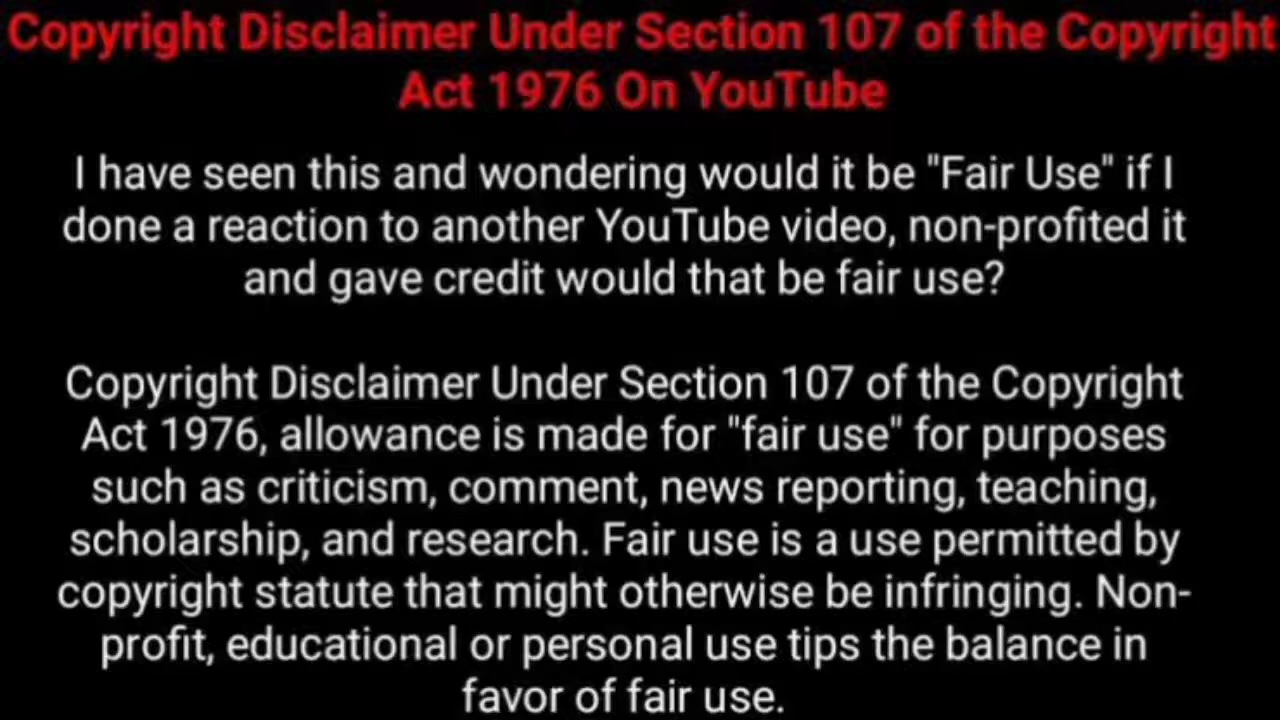 Copyright Disclaimer Under Section 107 of the Copyright
Act 1976 On YouTube
I have seen this and wondering would it be "Fair Use" if I
done a reaction to another YouTube video, non-profited it
and gave credit would that be fair use?
Copyright Disclaimer Under Section 107 of the Copyright
Act 1976, allowance is made for "fair use" for purposes
such as criticism, comment, news reporting, teaching,
scholarship, and research. Fair use is a use permitted by
copyright statute that might otherwise be infringing. Non-
profit, educational or personal use tips the balance in
favor of fair use.